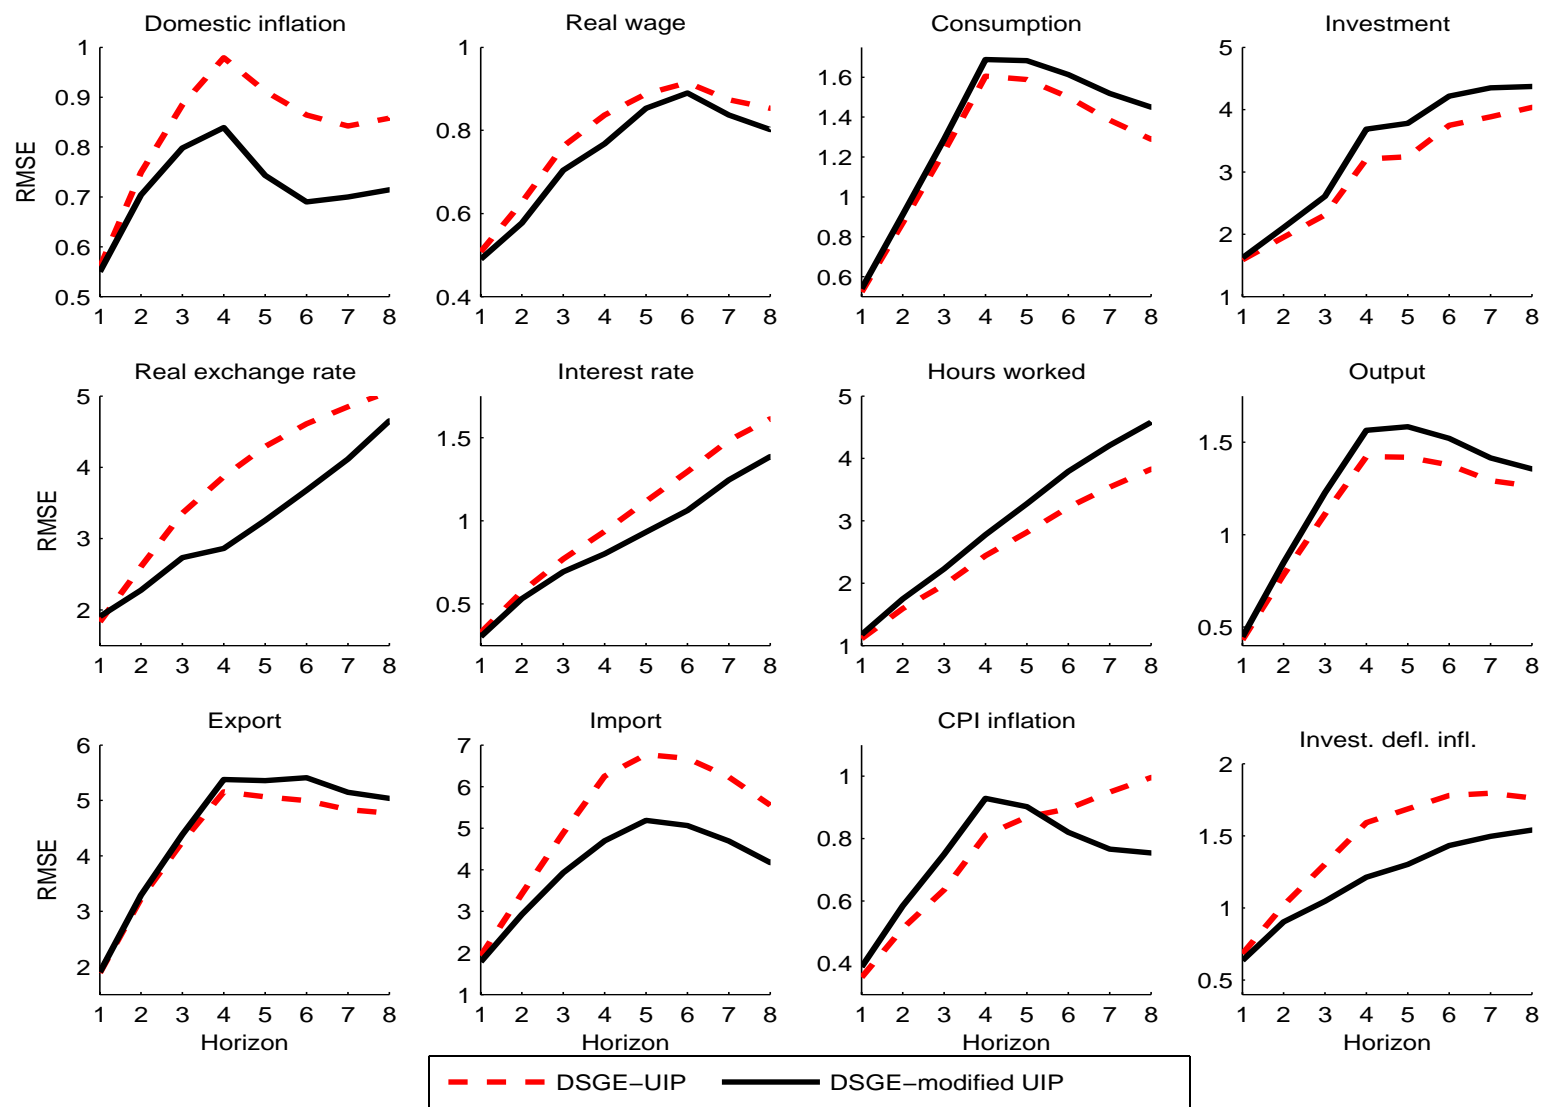 Domestic inflation
Real wage
Consumption
Investment
RMSE
1
0.9
0.8
0.7
0.6
0.5
1 2 3 4 5 6 7 8
1
0.8
0.6
0.4
1 2 3 4 5 6 7 8
1.6
1.4
1.2
1
0.8
0.6
1 2 3 4 5 6 7 8
5
4
3
2
1
1 2 3 4 5 6 7 8
Real exchange rate
Interest rate
Hours worked
Output
RMSE
5
4
3
2
1 2 3 4 5 6 7 8
1.5
1
0.5
1 2 3 4 5 6 7 8
5
4
3
2
1
1 2 3 4 5 6 7 8
1.5
1
0.5
1 2 3 4 5 6 7 8
Export
Import
CPI inflation
Invest. defl. infl.
RMSE
6
5
4
3
2
1 2 3 4 5 6 7 8
Horizon
7
6
5
4
3
2
1
1 2 3 4 5 6 7 8
Horizon
1
0.8
0.6
0.4
1 2 3 4 5 6 7 8
Horizon
2
1.5
1
0.5
1 2 3 4 5 6 7 8
Horizon
DSGE−UIP
DSGE−modified UIP